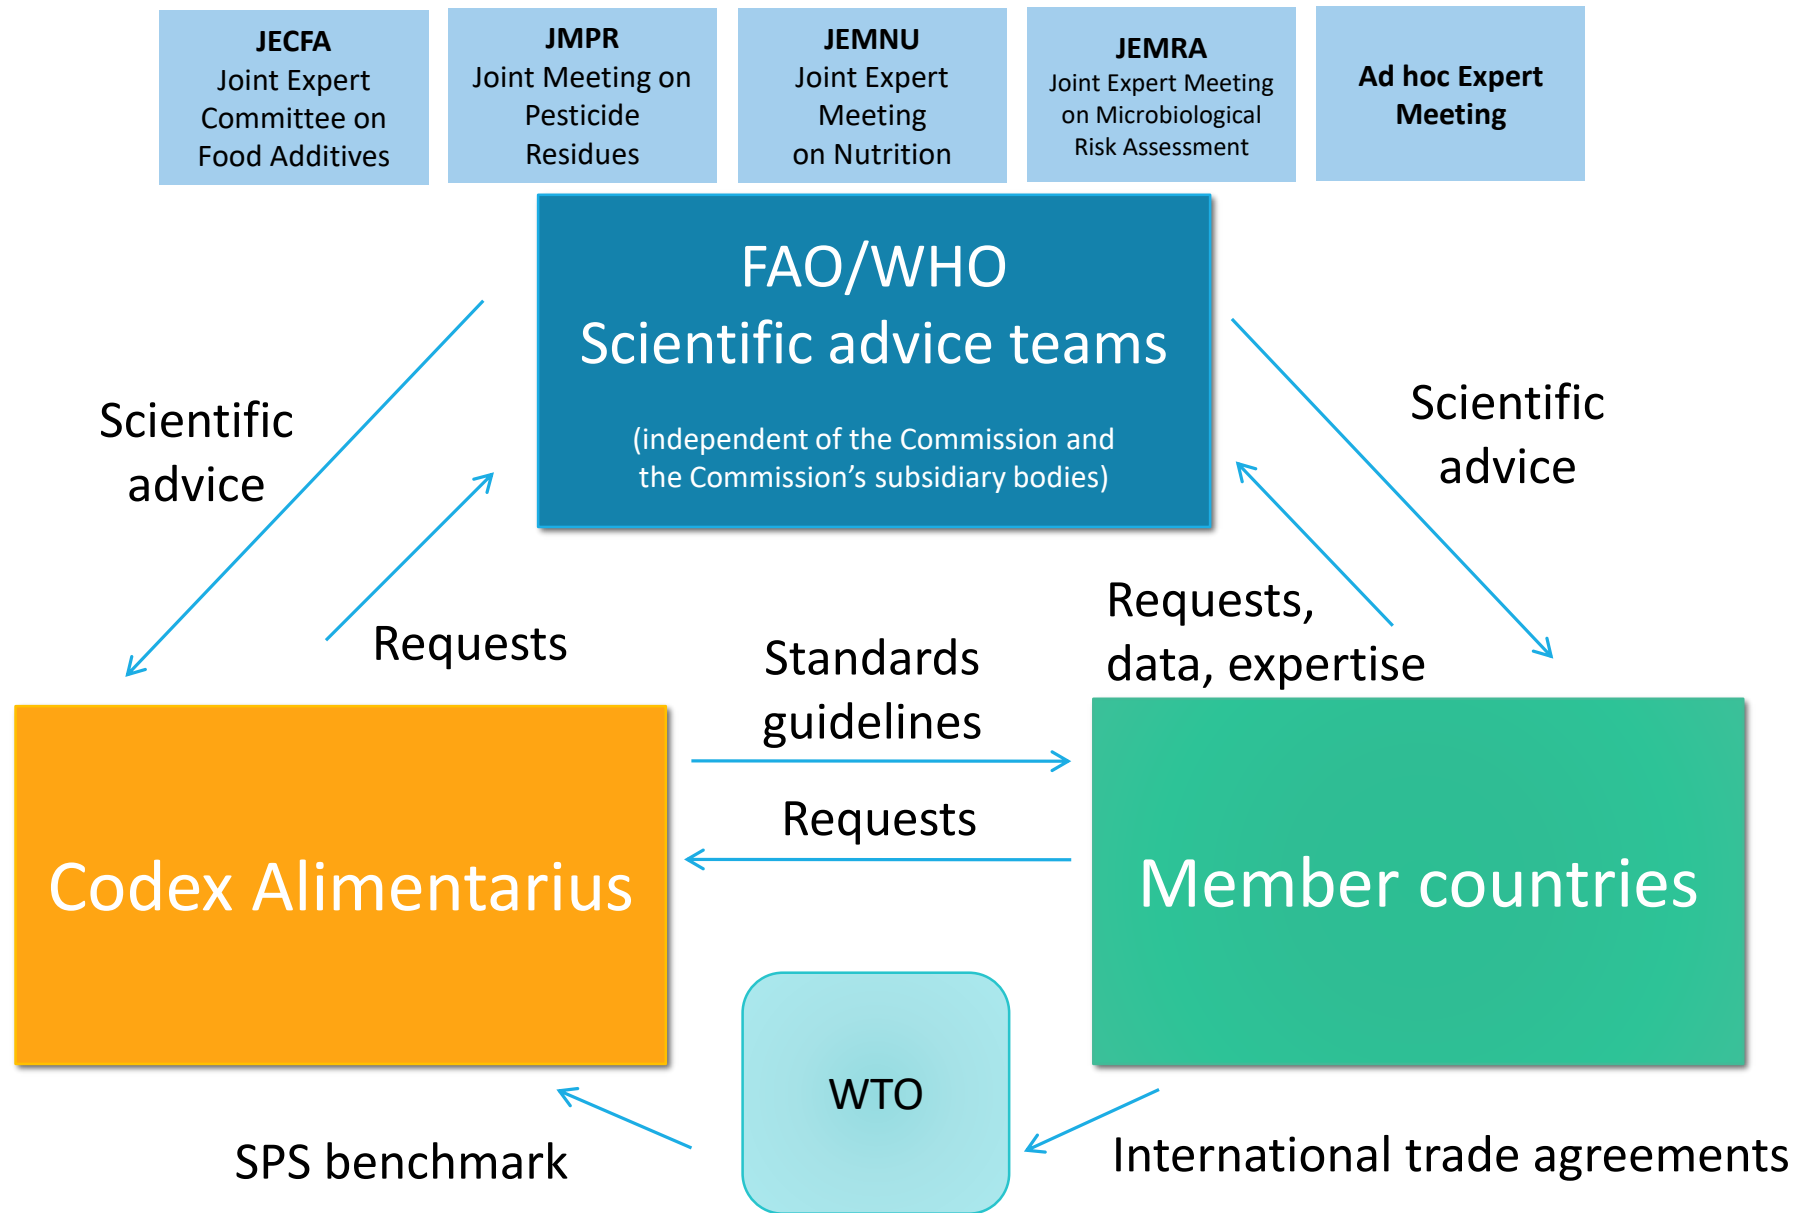 JECFA
Joint Expert
Committee on
Food Additives
JMPR
Joint Meeting on
Pesticide
Residues
JEMNU
Joint Expert
Meeting
on Nutrition
JEMRA
Joint Expert Meeting
on Microbiological
Risk Assessment
Ad hoc Expert
Meeting
FAO/WHO
Scientific advice teams
(independent of the Commission and
the Commission’s subsidiary bodies)
Scientific
advice
Scientific
advice
Requests
Requests,
data, expertise
Standards
guidelines
Requests
Codex Alimentarius
Member countries
WTO
SPS benchmark
International trade agreements